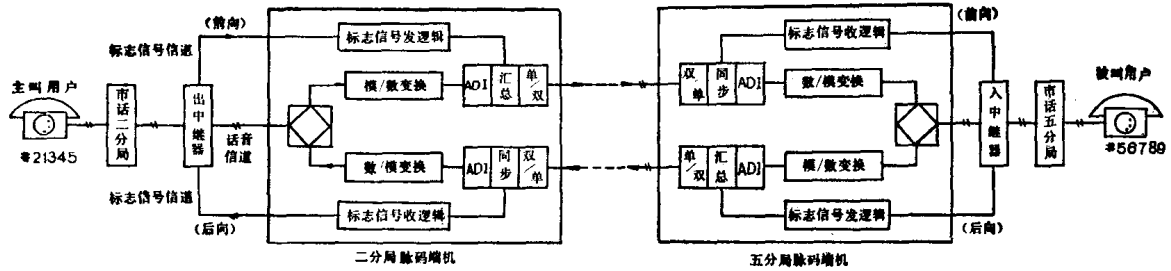 (前向)
标志信号信道
主叫用户
#21345
市话二分局
出中继器
话音信道
标志信号信道
(后向)
标志信号发逻辑
模/数变换
ADI
汇总
单/双
数/模变换
ADI
同步
双/单
标志信号收逻辑
二分局脉码端机
(前向)
标志信号收逻辑
双/单
同步
ADI
数/模变换
单/双
汇总
ADI
模/数变换
标志信号发逻辑
(后向)
五分局脉码端机
入中继器
市话五分局
被叫用户
#56789